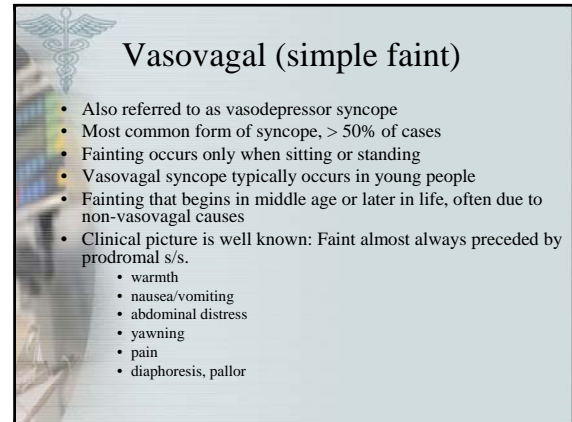 Vasovagal (simple faint)
• Also referred to as vasodepressor syncope
• Most common form of syncope, > 50% of cases
• Fainting occurs only when sitting or standing
• Vasovagal syncope typically occurs in young people
• Fainting that begins in middle age or later in life, often due to
non-vasovagal causes
• Clinical picture is well known: Faint almost always preceded by
prodromal s/s.
• warmth
• nausea/vomiting
• abdominal distress
• yawning
• pain
• diaphoresis, pallor